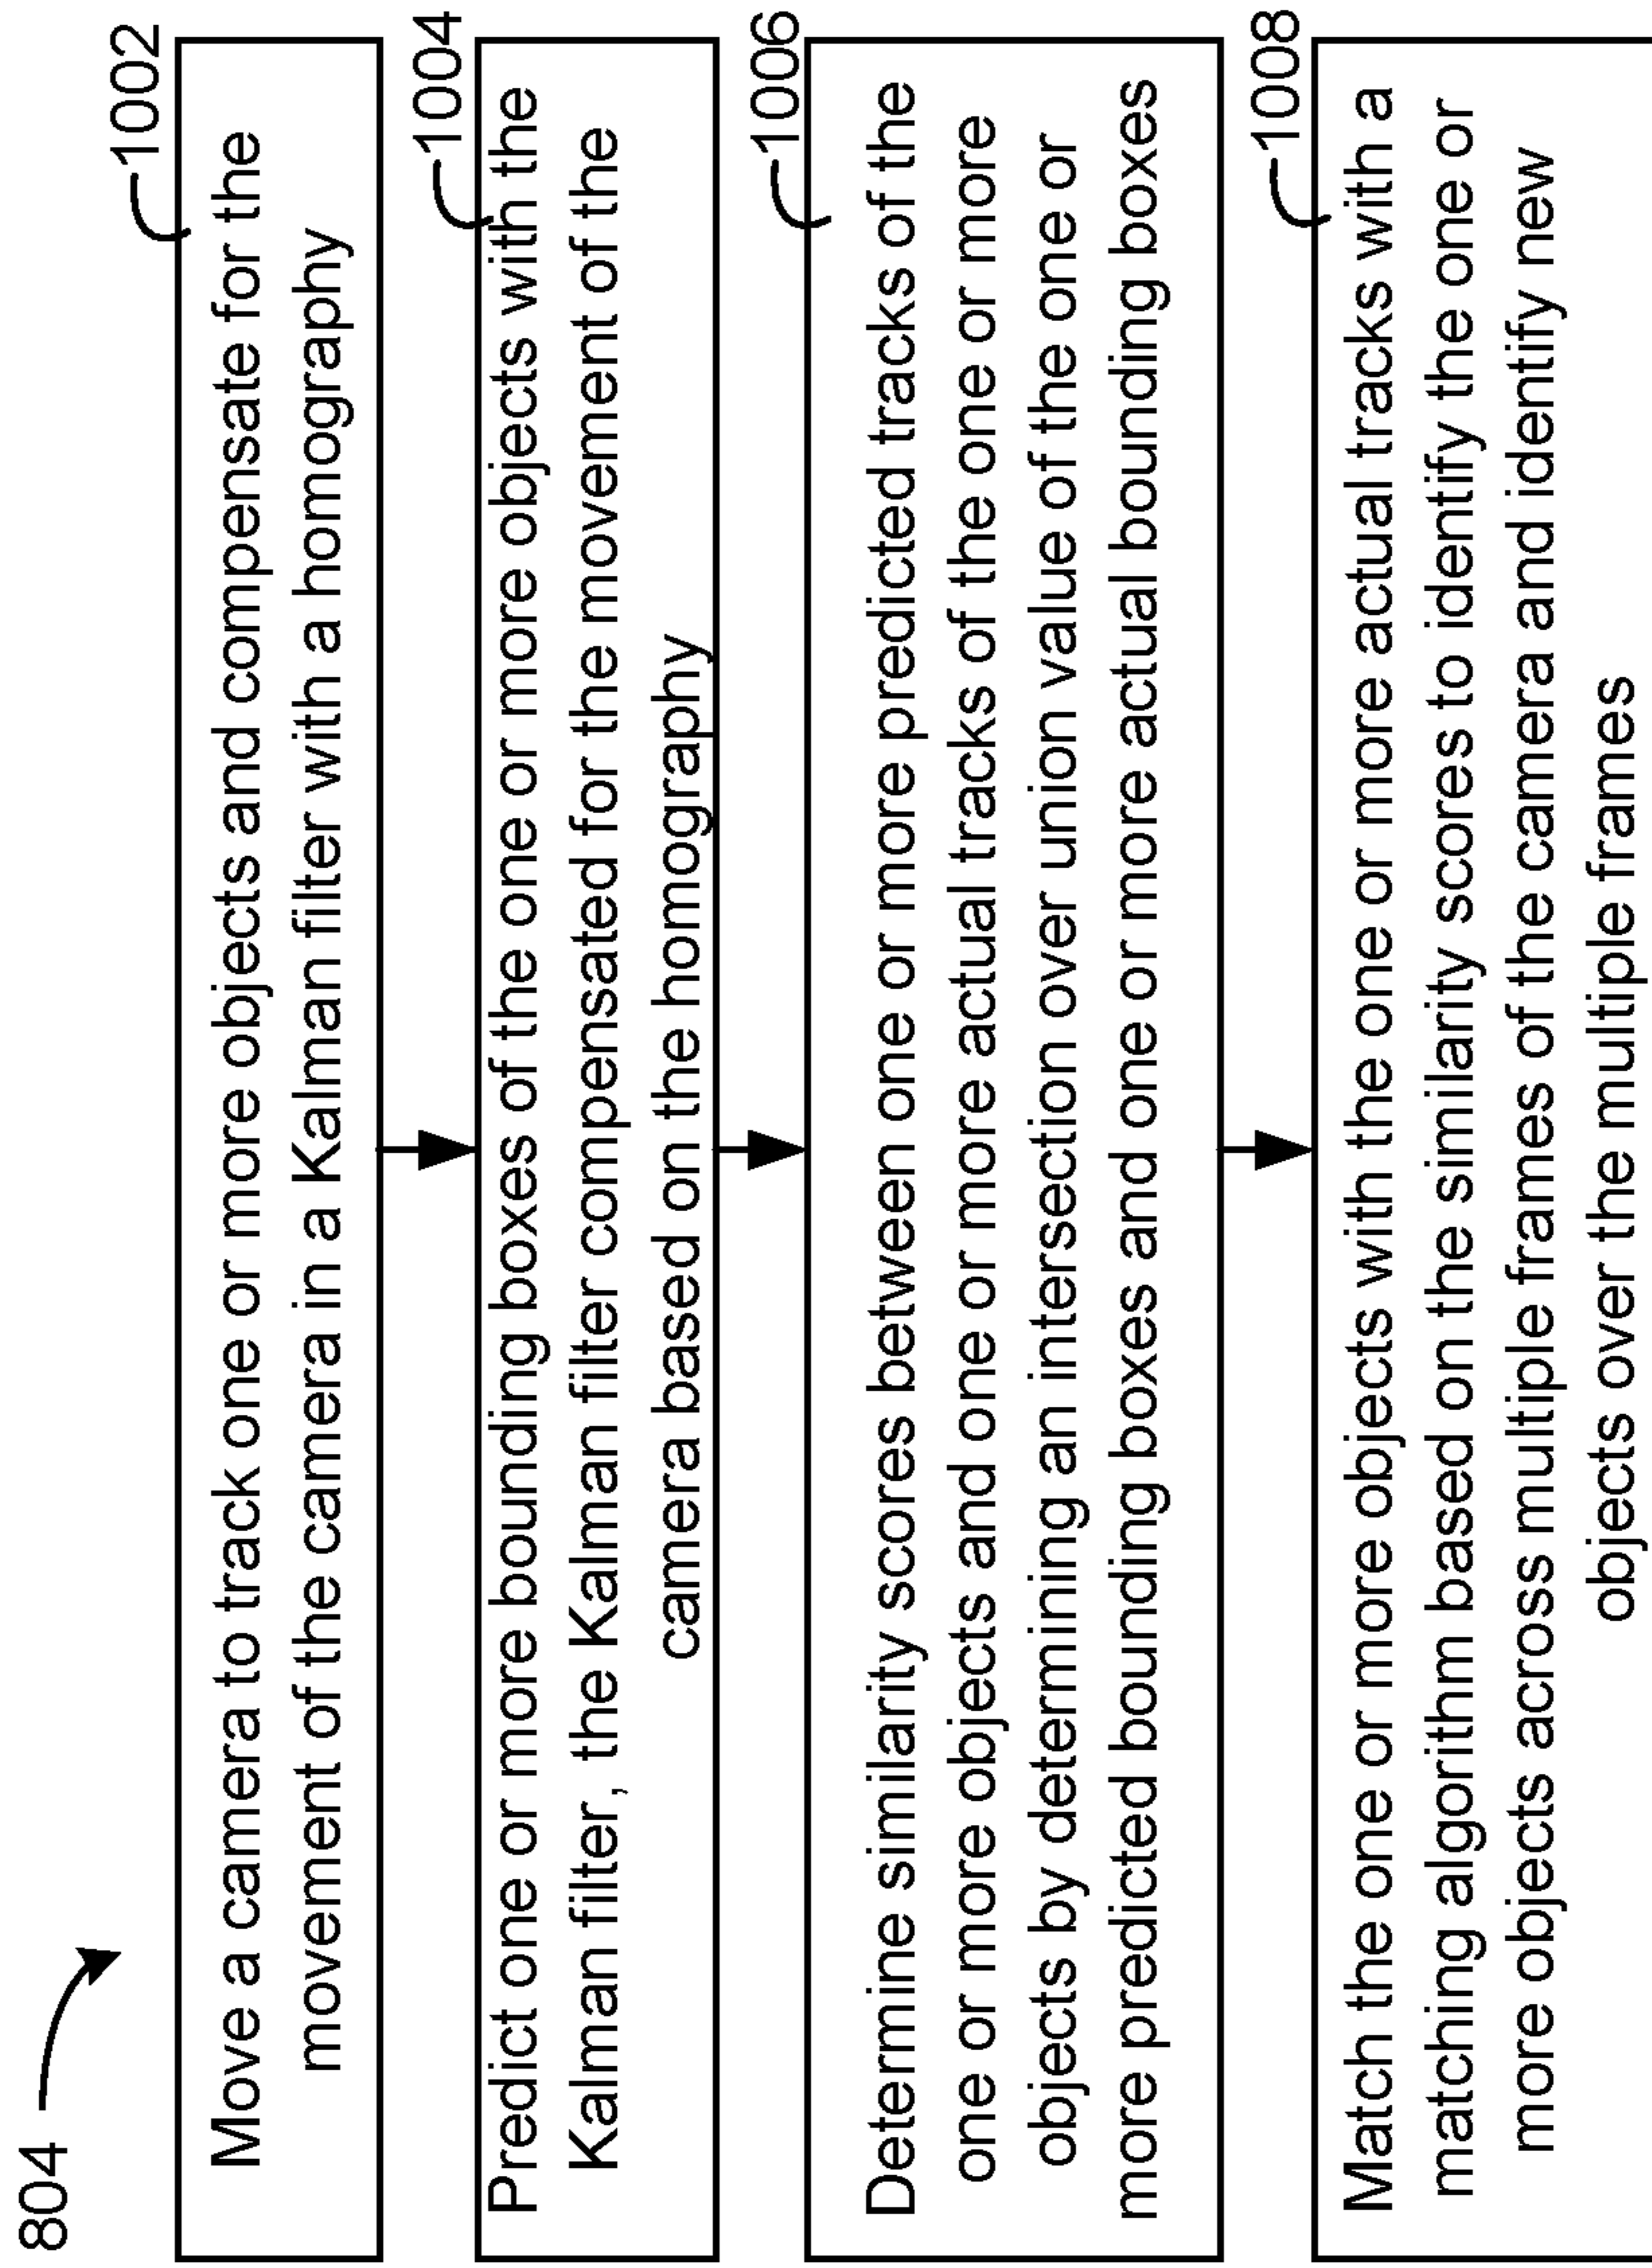 804
1002
Move a camera to track one or more objects and compensate for the
movement of the camera in a Kalman filter with a homography
1004
Predict one or more bounding boxes of the one or more objects with the
Kalman filter, the Kalman filter compensated for the movement of the
camera based on the homography
1006
Determine similarity scores between one or more predicted tracks of the
one or more objects and one or more actual tracks of the one or more
objects by determining an intersection over union value of the one or
more predicted bounding boxes and one or more actual bounding boxes
1008
Match the one or more objects with the one or more actual tracks with a
matching algorithm based on the similarity scores to identify the one or
more objects across multiple frames of the camera and identify new
objects over the multiple frames